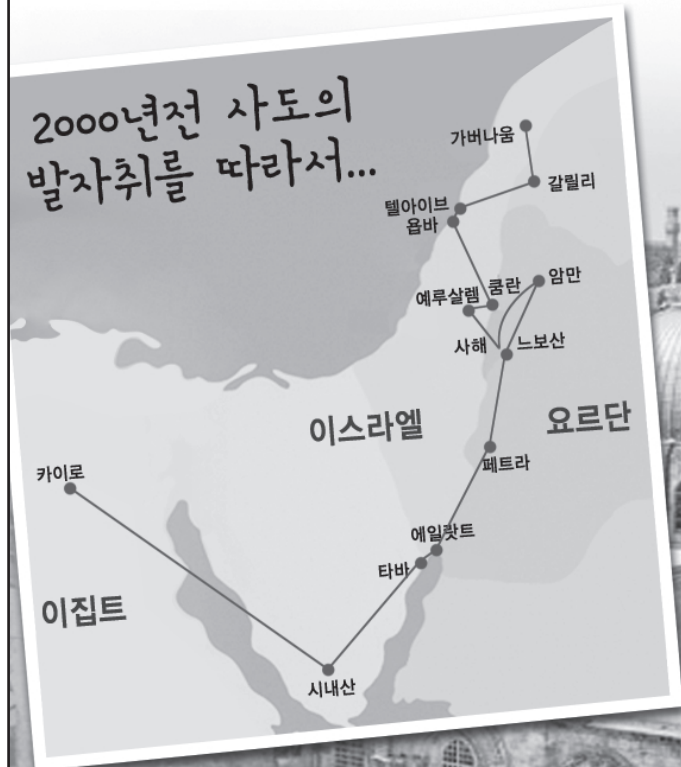 2000년전 사도의
발자취를 따라서...
가버나움
갈릴리
텔아이브
욥바
암만
쿰란
예루살렘
사해
느보산
이스라엘
요르단
페트라
카이로
에일랏트
타바
이집트
시내산